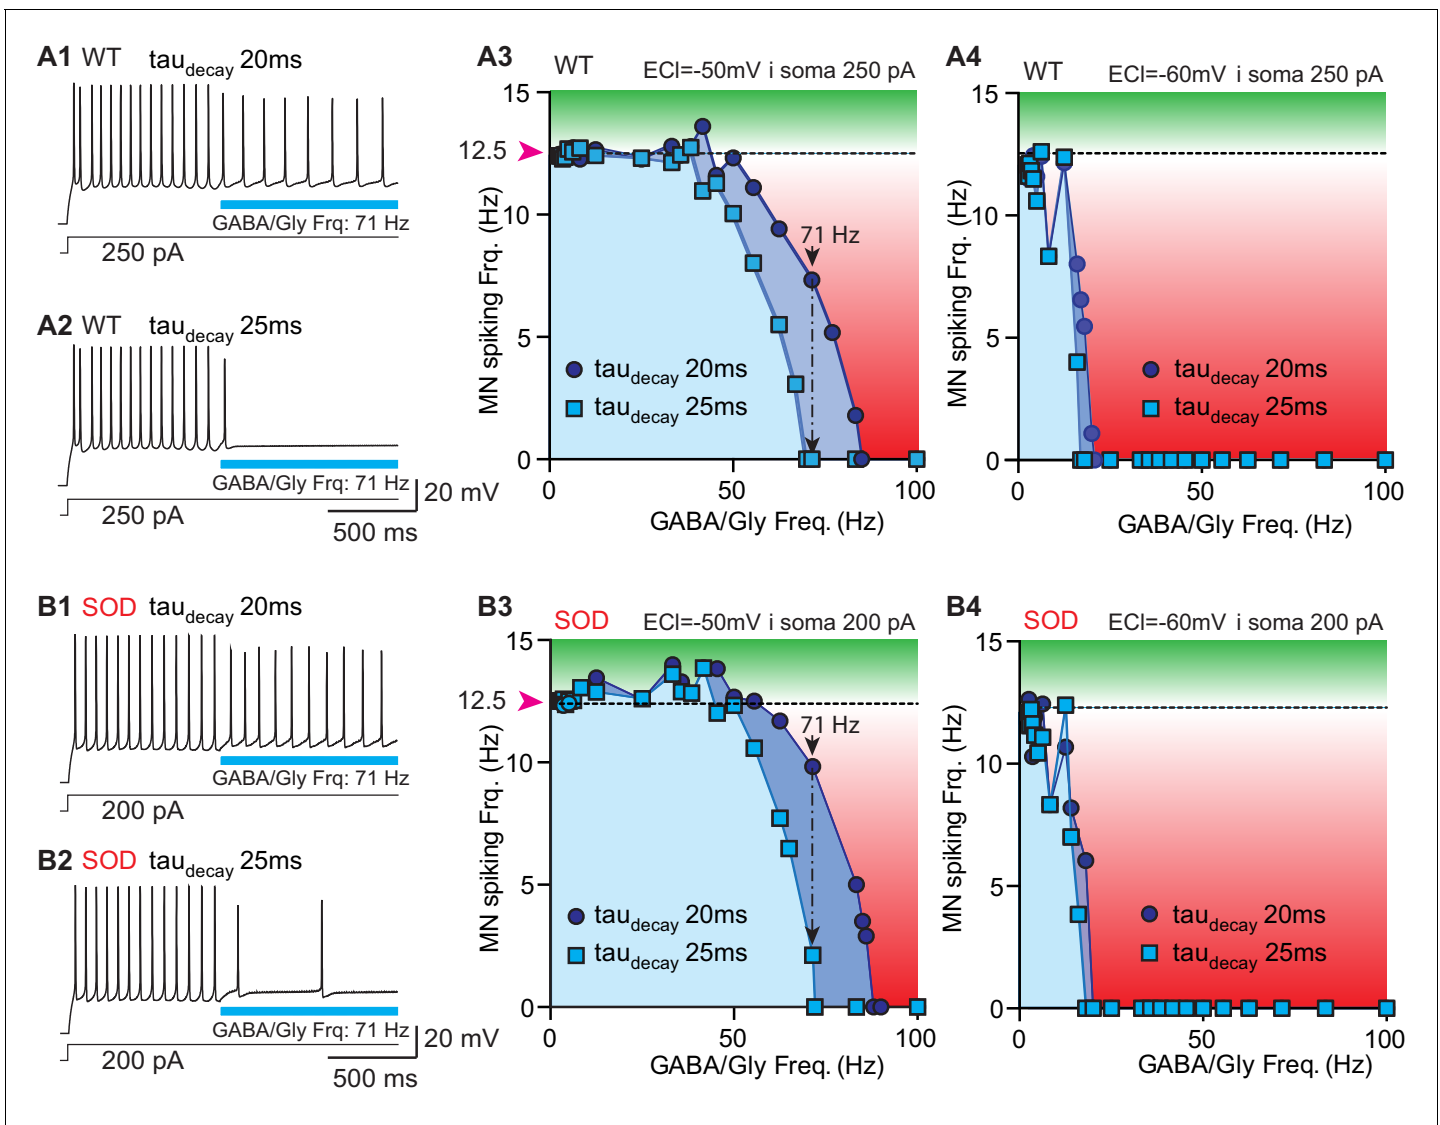 A1 WT tau_decay 20ms
GABA/Gly Frq: 71 Hz
250 pA
A2 WT tau_decay 25ms
GABA/Gly Frq: 71 Hz
250 pA
20 mV
500 ms
A3
WT ECl=-50mV i soma 250 pA
15
12.5
10
5
0
MN spiking Frq. (Hz)
71 Hz
tau_decay 20ms
tau_decay 25ms
0 50 100
GABA/Gly Freq. (Hz)
A4
WT ECl=-60mV i soma 250 pA
15
10
5
0
MN spiking Frq. (Hz)
tau_decay 20ms
tau_decay 25ms
0 50 100
GABA/Gly Freq. (Hz)
B1 SOD tau_decay 20ms
GABA/Gly Frq: 71 Hz
200 pA
B2 SOD tau_decay 25ms
GABA/Gly Frq: 71 Hz
200 pA
20 mV
500 ms
B3
SOD ECl=-50mV i soma 200 pA
15
12.5
10
5
0
MN spiking Frq. (Hz)
71 Hz
tau_decay 20ms
tau_decay 25ms
0 50 100
GABA/Gly Freq. (Hz)
B4
SOD ECl=-60mV i soma 200 pA
15
10
5
0
MN spiking Frq. (Hz)
tau_decay 20ms
tau_decay 25ms
0 50 100
GABA/Gly Freq. (Hz)